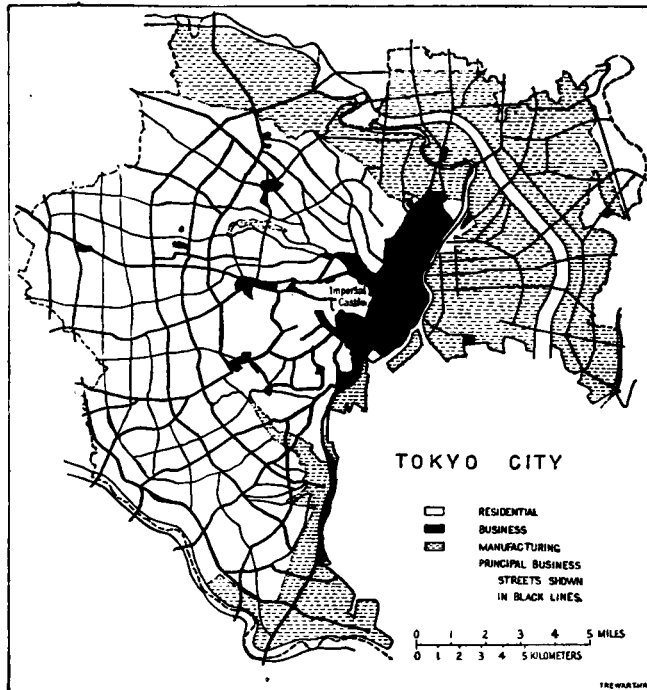 Imperial
Castle
TOKYO CITY
RESIDENTIAL
BUSINESS
MANUFACTURING
PRINCIPAL BUSINESS
STREETS SHOWN
IN BLACK LINES.
0 1 2 3 4 5 MILES
0 1 2 3 4 5 KILOMETERS
TREWARTHA